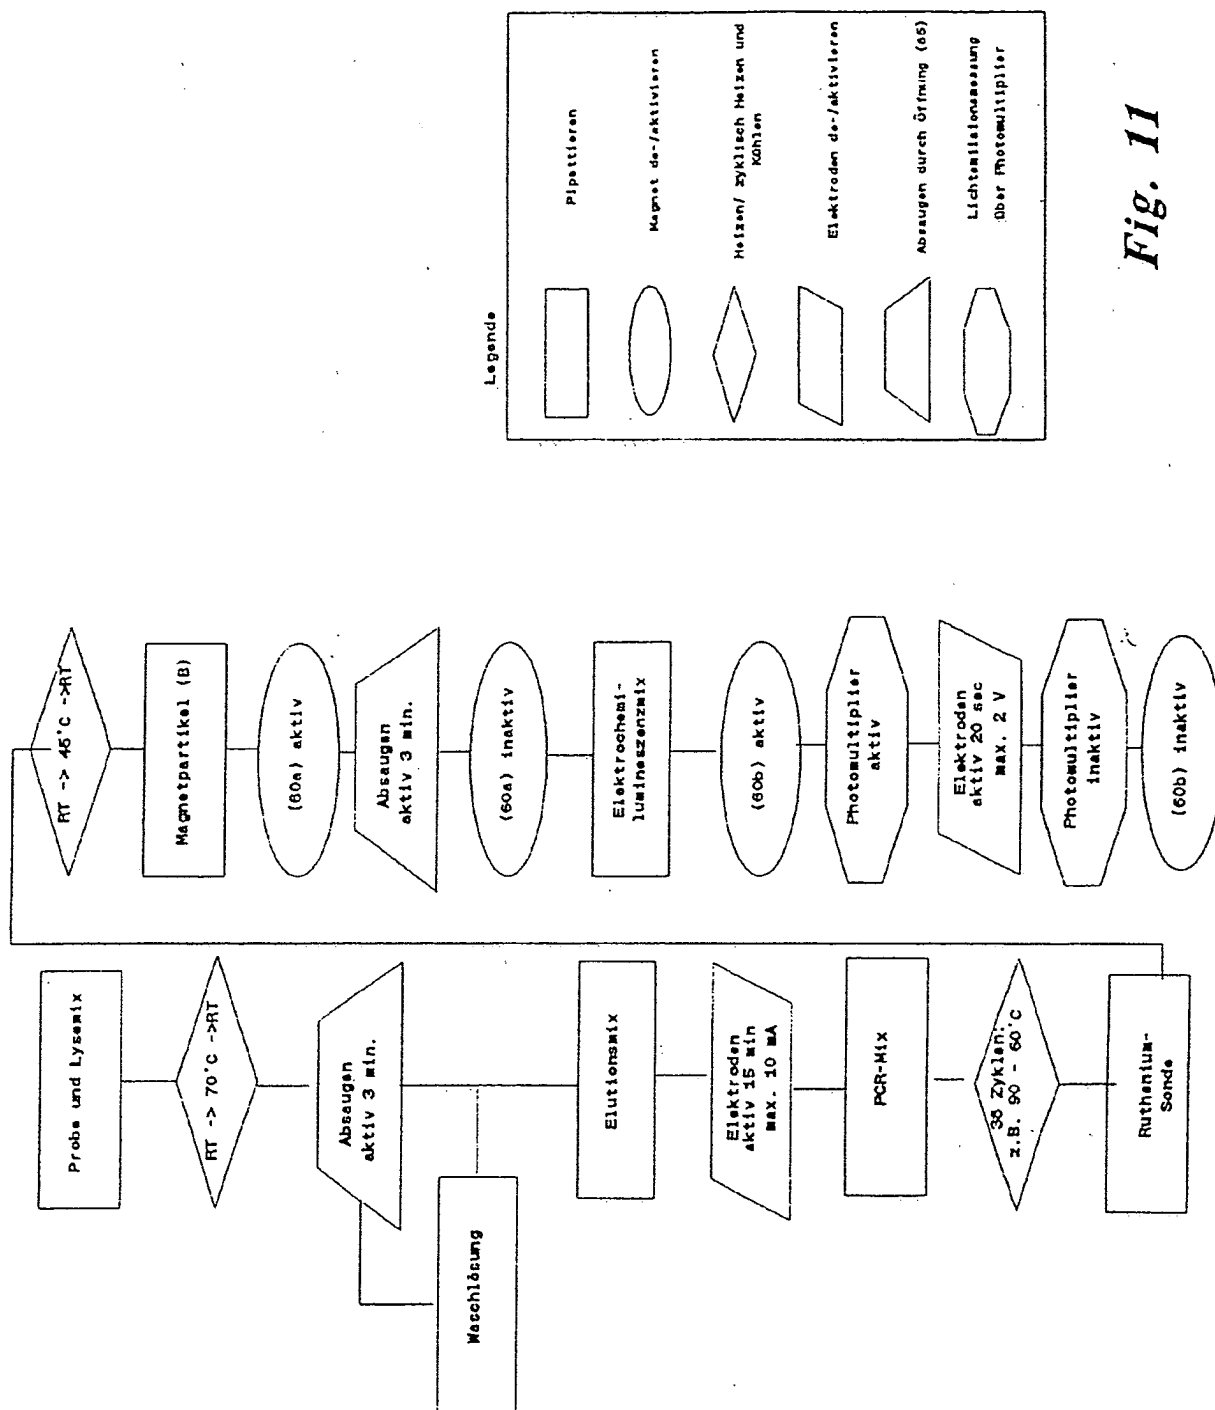 Probe und Lysemix
RT -> 70°C ->RT
Absaugen
aktiv 3 min.
Waschlösung
Elutionsmix
Elektroden
aktiv 15 min
max. 10 mA
PCR-Mix
z.B. 90 - 60°C
Ruthenium-
Sonde
RT -> 45°C ->RT
Magnetpartikel (B)
(60a) aktiv
Absaugen
aktiv 3 min.
(60a) inaktiv
Elektrochemi-
lumineszenzmix
(60b) aktiv
Photomultiplier
aktiv
Elektroden
aktiv 20 sec
max. 2 V
Photomultiplier
inaktiv
(60b) inaktiv
Legende
Pipettieren
Magnet de-/aktivieren
Heizen/ zyklisch Heizen und
Kühlen
Elektroden de-/aktivieren
Absaugen durch Öffnung
Lichtemissionsmessung
über Photomultiplier
Fig. 11